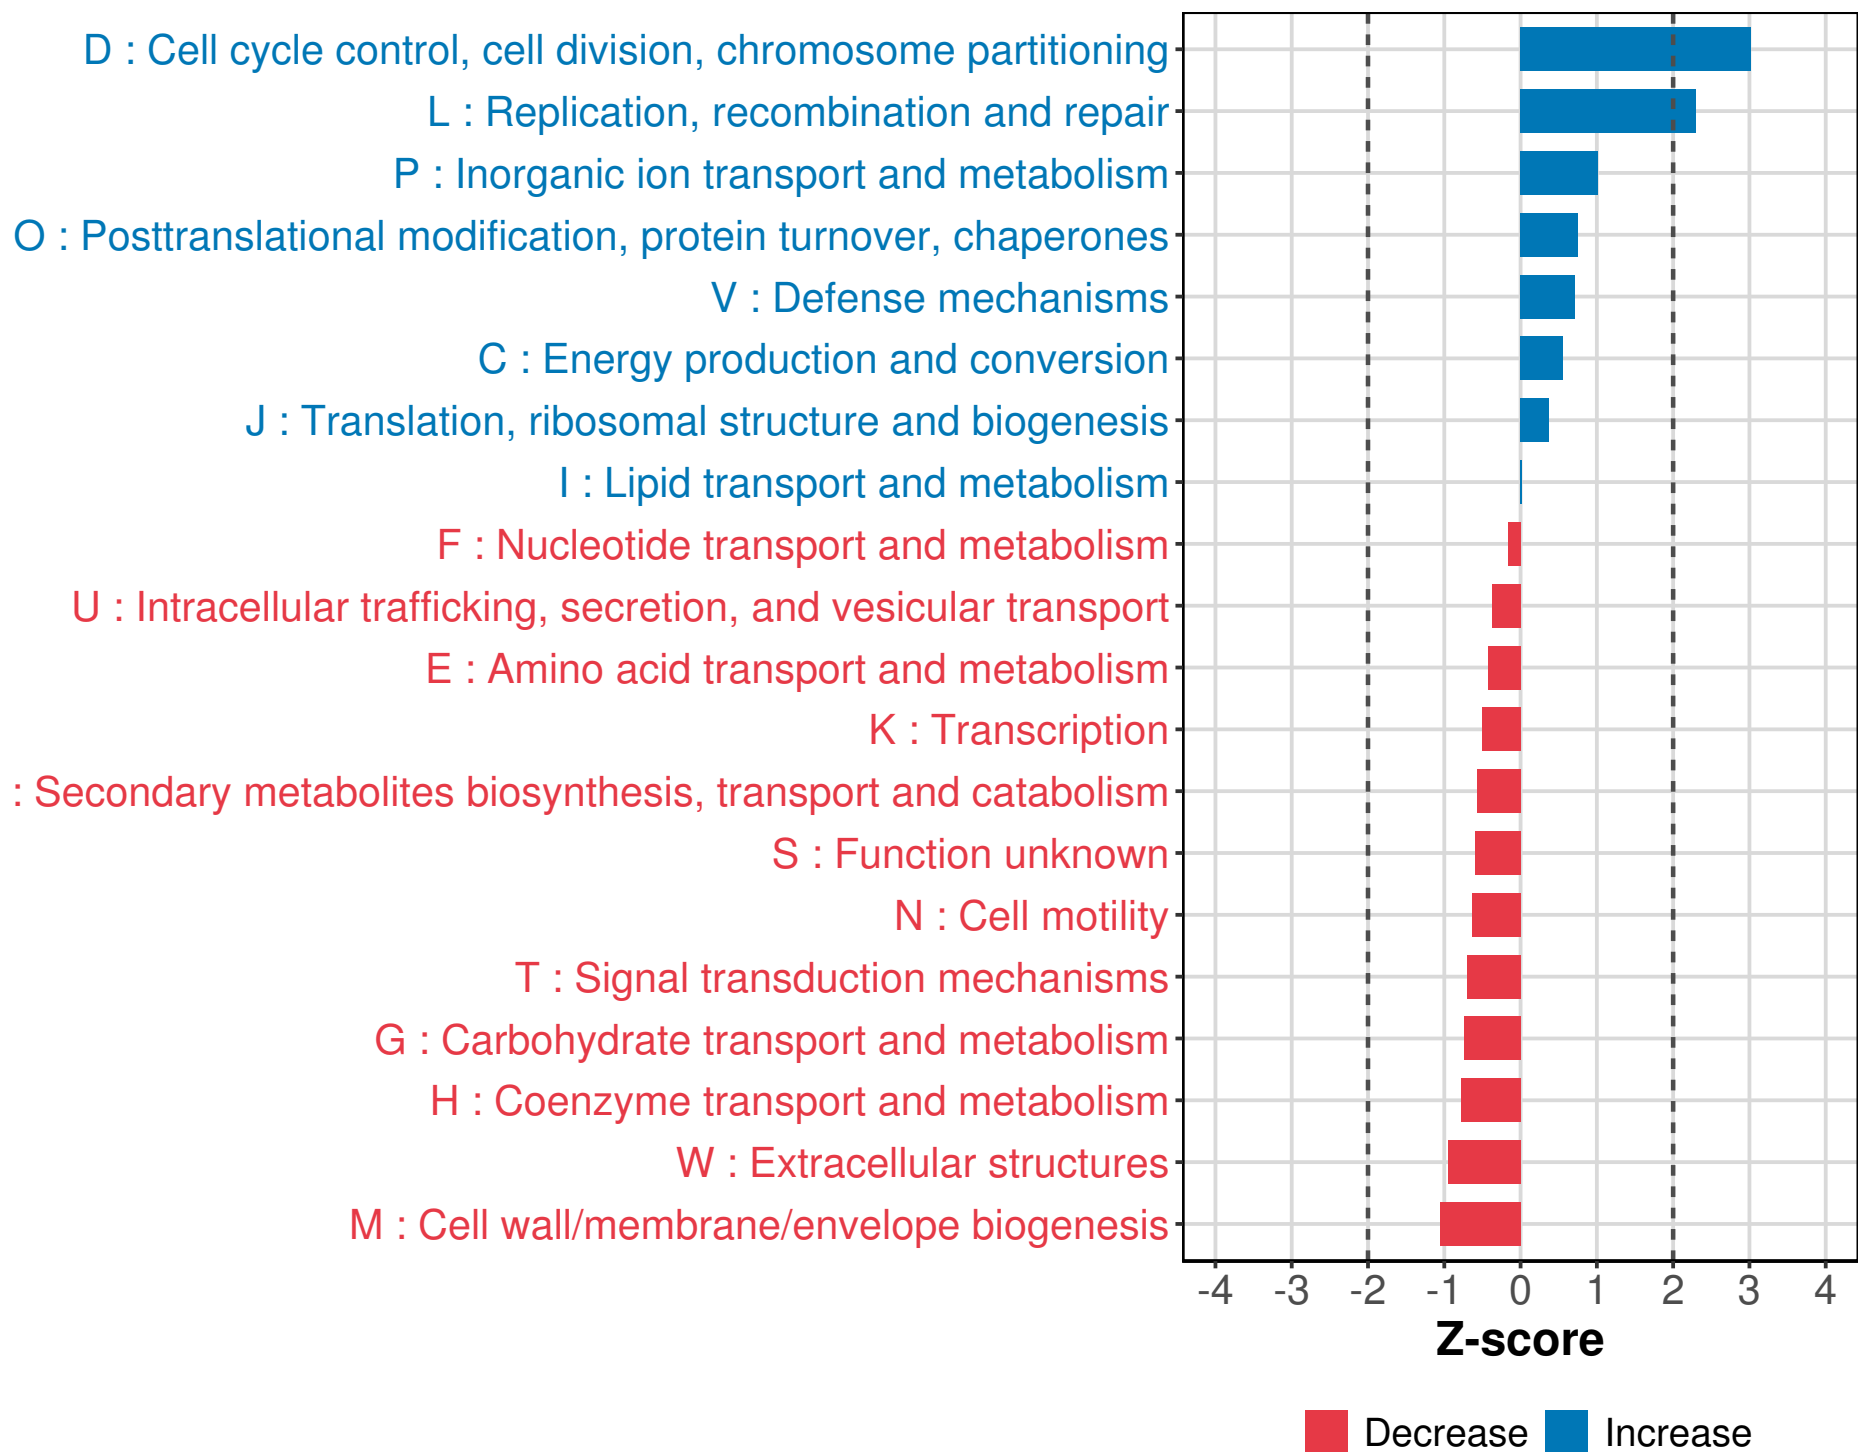 D : Cell cycle control, cell division, chromosome partitioning
L : Replication, recombination and repair
P : Inorganic ion transport and metabolism
O : Posttranslational modification, protein turnover, chaperones
V : Defense mechanisms
C : Energy production and conversion
J : Translation, ribosomal structure and biogenesis
I : Lipid transport and metabolism
F : Nucleotide transport and metabolism
U : Intracellular trafficking, secretion, and vesicular transport
E : Amino acid transport and metabolism
K : Transcription
: Secondary metabolites biosynthesis, transport and catabolism
S : Function unknown
N : Cell motility
T : Signal transduction mechanisms
G : Carbohydrate transport and metabolism
H : Coenzyme transport and metabolism
W : Extracellular structures
M : Cell wall/membrane/envelope biogenesis
-4 -3 -2 -1 0 1 2 3 4
Z-score
Decrease Increase